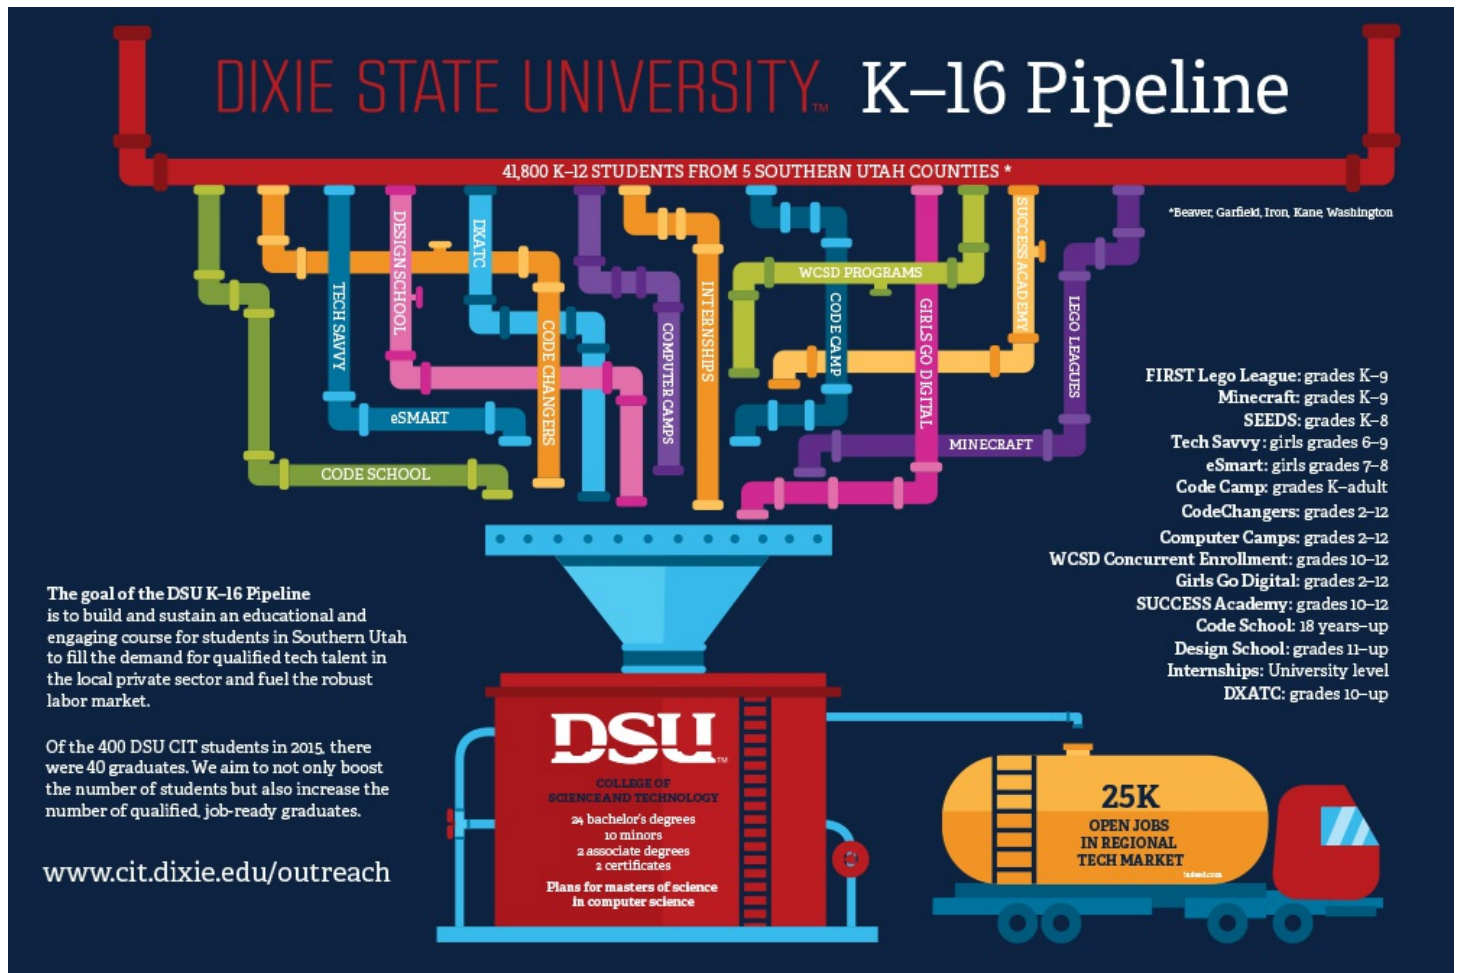 DIXIE STATE UNIVERSITY™ K–16 Pipeline
41,800 K–12 STUDENTS FROM 5 SOUTHERN UTAH COUNTIES *
*Beaver, Garfield, Iron, Kane, Washington
TECH SAVVY
DESIGN SCHOOL
DXATC
CODE CHANGERS
COMPUTER CAMPS
INTERNSHIPS
WCSD PROGRAMS
CODE CAMP
GIRLS GO DIGITAL
SUCCESS ACADEMY
LEGO LEAGUES
eSMART
MINECRAFT
CODE SCHOOL
FIRST Lego League: grades K–9
Minecraft: grades K–9
SEEDS: grades K–8
Tech Savvy: girls grades 6–9
eSmart: girls grades 7–8
Code Camp: grades K–adult
CodeChangers: grades 2–12
Computer Camps: grades 2–12
WCSD Concurrent Enrollment: grades 10–12
Girls Go Digital: grades 2–12
SUCCESS Academy: grades 10–12
Code School: 18 years–up
Design School: grades 11–up
Internships: University level
DXATC: grades 10–up
The goal of the DSU K–16 Pipeline
is to build and sustain an educational and
engaging course for students in Southern Utah
to fill the demand for qualified tech talent in
the local private sector and fuel the robust
labor market.
Of the 400 DSU CIT students in 2015, there
were 40 graduates. We aim to not only boost
the number of students but also increase the
number of qualified, job-ready graduates.
www.cit.dixie.edu/outreach
DSU™
COLLEGE OF
SCIENCE AND TECHNOLOGY
24 bachelor's degrees
10 minors
2 associate degrees
2 certificates
Plans for masters of science
in computer science
25K
OPEN JOBS
IN REGIONAL
TECH MARKET